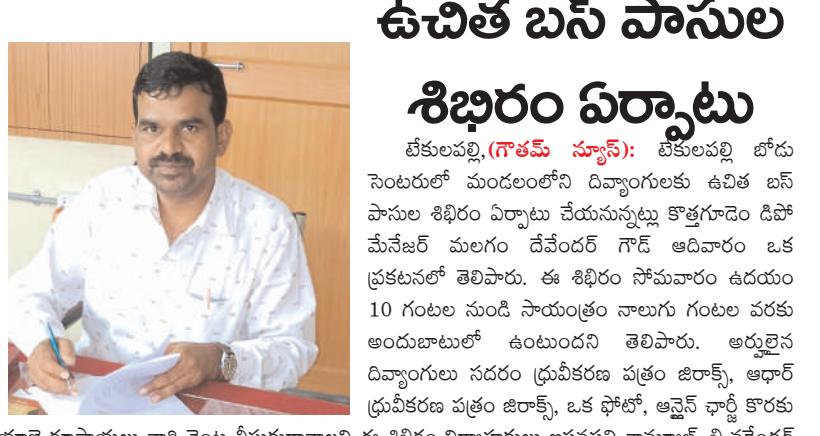 ఉచిత బస్ పాసుల
శిభిరం ఏర్పాటు
టేకులపల్లి,(గౌతమ్ న్యూస్): టేకులపల్లి బోడు
సెంటరులో మండలంలోని దివ్యాంగులకు ఉచిత బస్
పాసుల శిభిరం ఏర్పాటు చేయనున్నట్లు కొత్తగూడెం డిపో
మేనేజర్ మలగం దేవేందర్ గౌడ్ ఆదివారం ఒక
ప్రకటనలో తెలిపారు. ఈ శిభిరం సోమవారం ఉదయం
10 గంటల నుండి సాయంత్రం నాలుగు గంటల వరకు
అందుబాటులో ఉంటుందని తెలిపారు. అర్హులైన
దివ్యాంగులు సదరం ధ్రువీకరణ పత్రం జిరాక్స్, ఆధార్
ధ్రువీకరణ పత్రం జిరాక్స్, ఒక ఫోటో, ఆన్లైన్ ఛార్జీ కొరకు